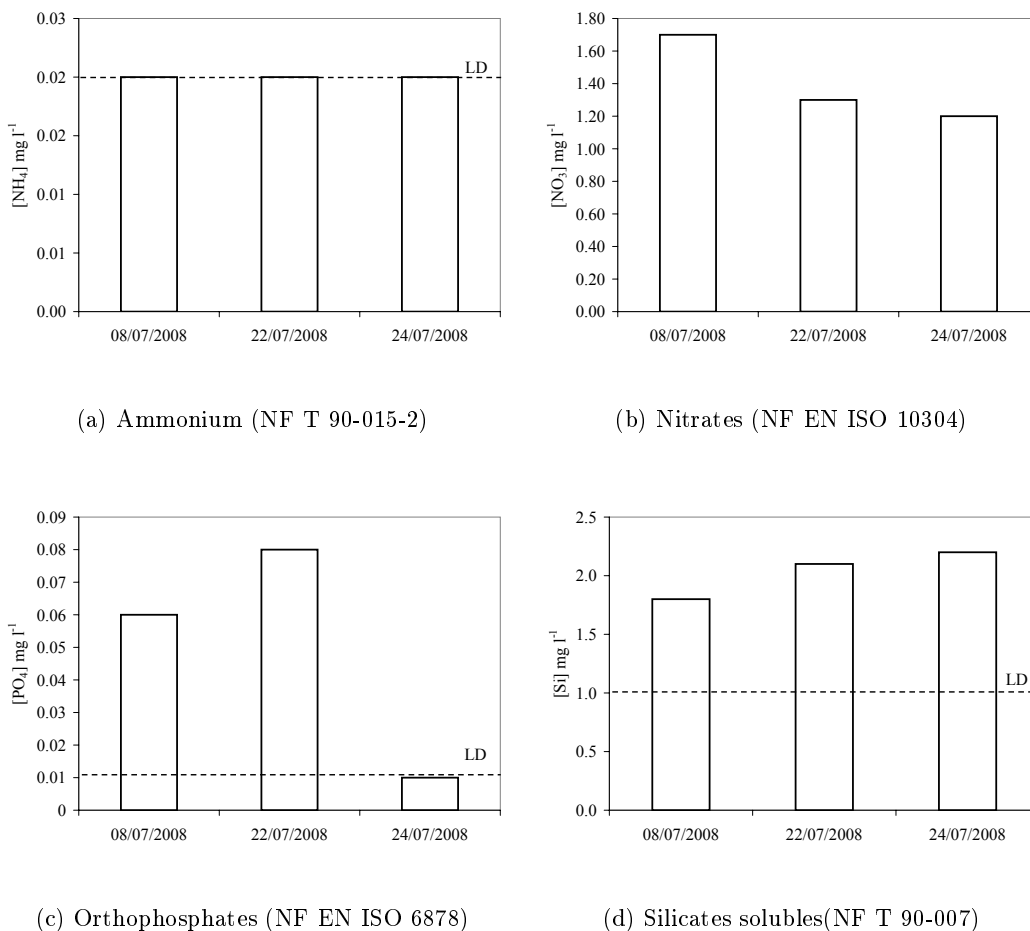 0.03
0.02
0.02
0.01
0.01
0.00
[NH4] mg l-1
LD
08/07/2008 22/07/2008 24/07/2008
(a) Ammonium (NF T 90-015-2)
1.80
1.60
1.40
1.20
1.00
0.80
0.60
0.40
0.20
0.00
[NO3] mg l-1
08/07/2008 22/07/2008 24/07/2008
(b) Nitrates (NF EN ISO 10304)
0.09
0.08
0.07
0.06
0.05
0.04
0.03
0.02
0.01
0
[PO4] mg l-1
LD
08/07/2008 22/07/2008 24/07/2008
(c) Orthophosphates (NF EN ISO 6878)
2.5
2.0
1.5
1.0
0.5
0.0
[Si] mg l-1
LD
08/07/2008 22/07/2008 24/07/2008
(d) Silicates solubles(NF T 90-007)